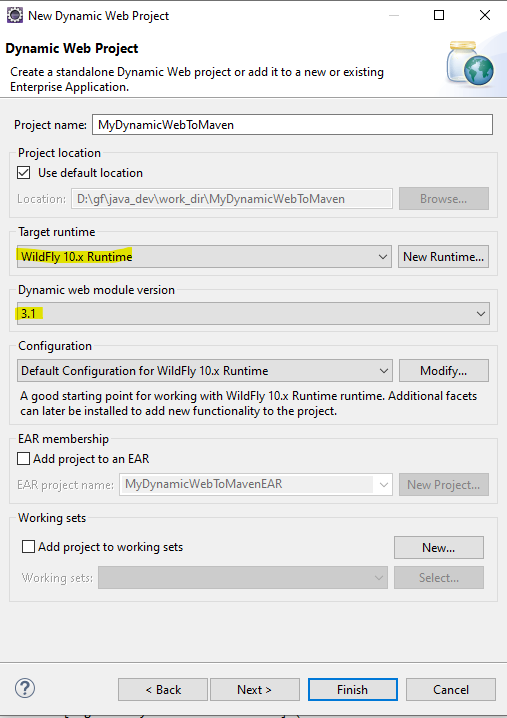 New Dynamic Web Project
Dynamic Web Project
Create a standalone Dynamic Web project or add it to a new or existing
Enterprise Application.
Project name: MyDynamicWebToMaven
Project location
Use default location
Location: D:\gf\java_dev\work_dir\MyDynamicWebToMaven Browse...
Target runtime
WildFly 10.x Runtime New Runtime...
Dynamic web module version
3.1
Configuration
Default Configuration for WildFly 10.x Runtime Modify...
A good starting point for working with WildFly 10.x Runtime runtime. Additional facets
can later be installed to add new functionality to the project.
EAR membership
Add project to an EAR
EAR project name: MyDynamicWebToMavenEAR New Project...
Working sets
Add project to working sets New...
Working sets: Select...
? < Back Next > Finish Cancel